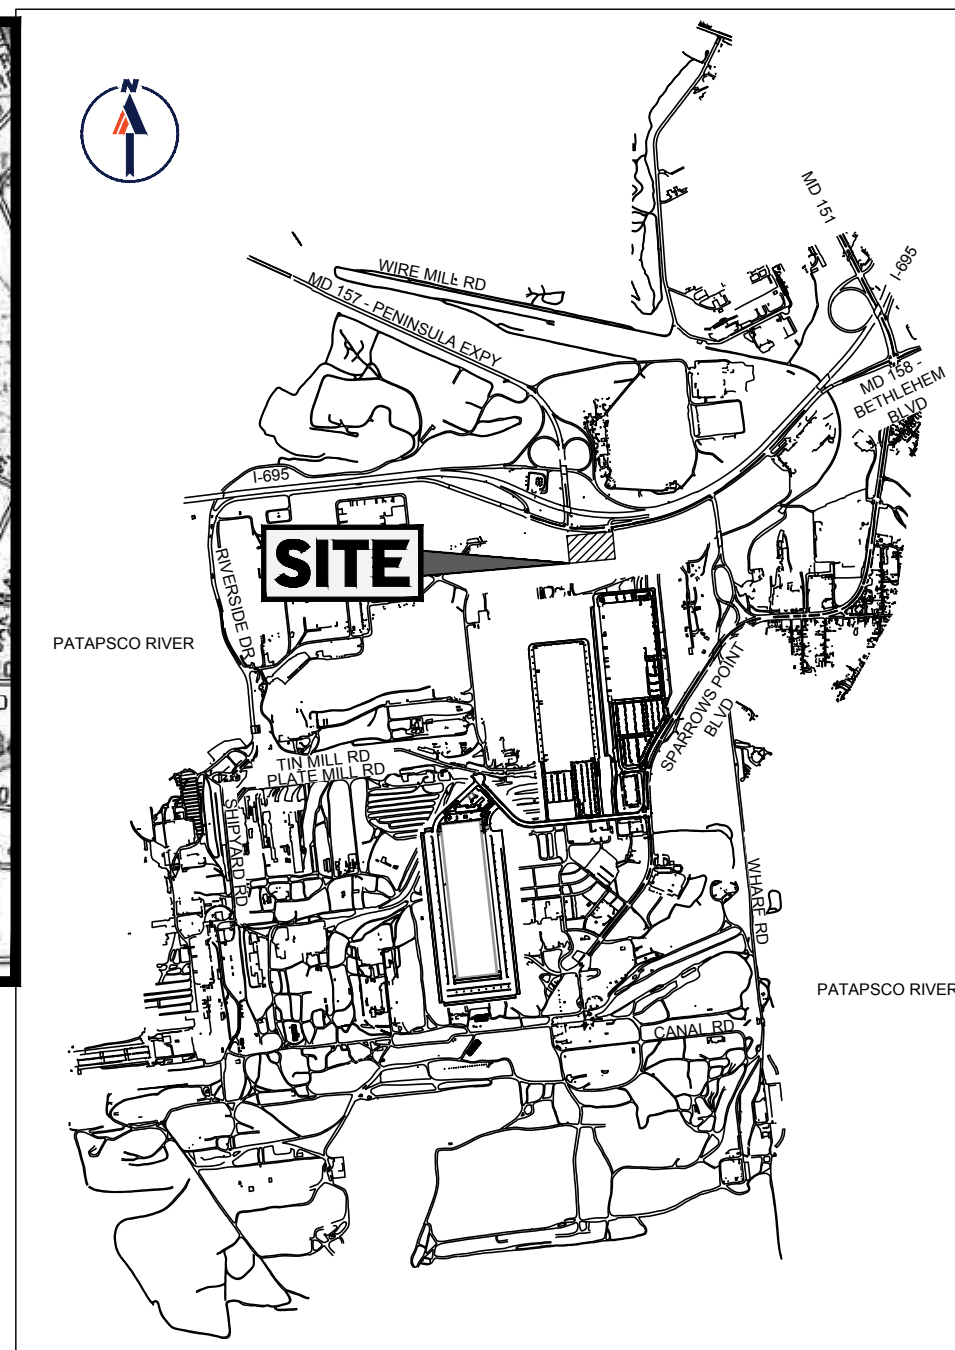 N
MD 151
I-695
WIRE MILL RD
MD 157 - PENINSULA EXPY
MD 158 -
BETHLEHEM
BLVD
I-695
SITE
RIVERSIDE DR
PATAPSCO RIVER
SPARROWS POINT
BLVD
TIN MILL RD
PLATE MILL RD
SHIPYARD RD
WHARF RD
PATAPSCO RIVER
CANAL RD